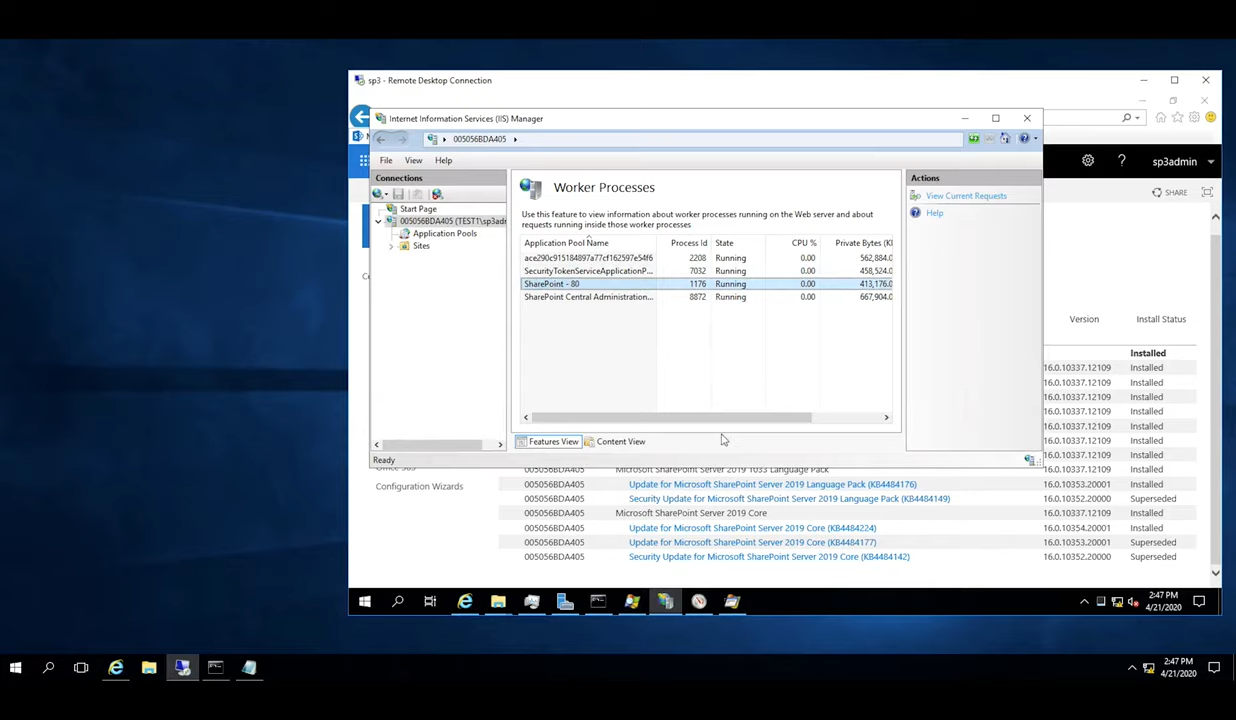 sp3 - Remote Desktop Connection
Internet Information Services (IIS) Manager
005056BDA405
File View Help
sp3admin
SHARE
Connections
Start Page
005056BDA405 (TEST1\sp3adr
Application Pools
Sites
Worker Processes
Use this feature to view information about worker processes running on the Web server and about
requests running inside those worker processes
Application Pool Name Process Id State CPU % Private Bytes (KI
ace290c915184897a77cf162597e54f6 2208 Running 0.00 562,884.0
SecurityTokenServiceApplicationP... 7032 Running 0.00 458,524.0
SharePoint - 80 1176 Running 0.00 413,176.0
SharePoint Central Administration... 8872 Running 0.00 667,904.0
Features View Content View
Ready
Actions
View Current Requests
Help
Version Install Status
Installed
16.0.10337.12109 Installed
16.0.10337.12109 Installed
16.0.10337.12109 Installed
16.0.10337.12109 Installed
16.0.10337.12109 Installed
16.0.10337.12109 Installed
16.0.10337.12109 Installed
Configuration Wizards
005056BDA405 Microsoft SharePoint Server 2019 1033 Language Pack 16.0.10337.12109 Installed
005056BDA405 Update for Microsoft SharePoint Server 2019 Language Pack (KB4484176) 16.0.10353.20001 Installed
005056BDA405 Security Update for Microsoft SharePoint Server 2019 Language Pack (KB4484149) 16.0.10352.20001 Superseded
005056BDA405 Microsoft SharePoint Server 2019 Core 16.0.10337.12109 Installed
005056BDA405 Update for Microsoft SharePoint Server 2019 Core (KB4484224) 16.0.10354.20001 Installed
005056BDA405 Update for Microsoft SharePoint Server 2019 Core (KB4484177) 16.0.10353.20001 Superseded
005056BDA405 Security Update for Microsoft SharePoint Server 2019 Core (KB4484142) 16.0.10352.20000 Superseded
2:47 PM
4/21/2020
2:47 PM
4/21/2020